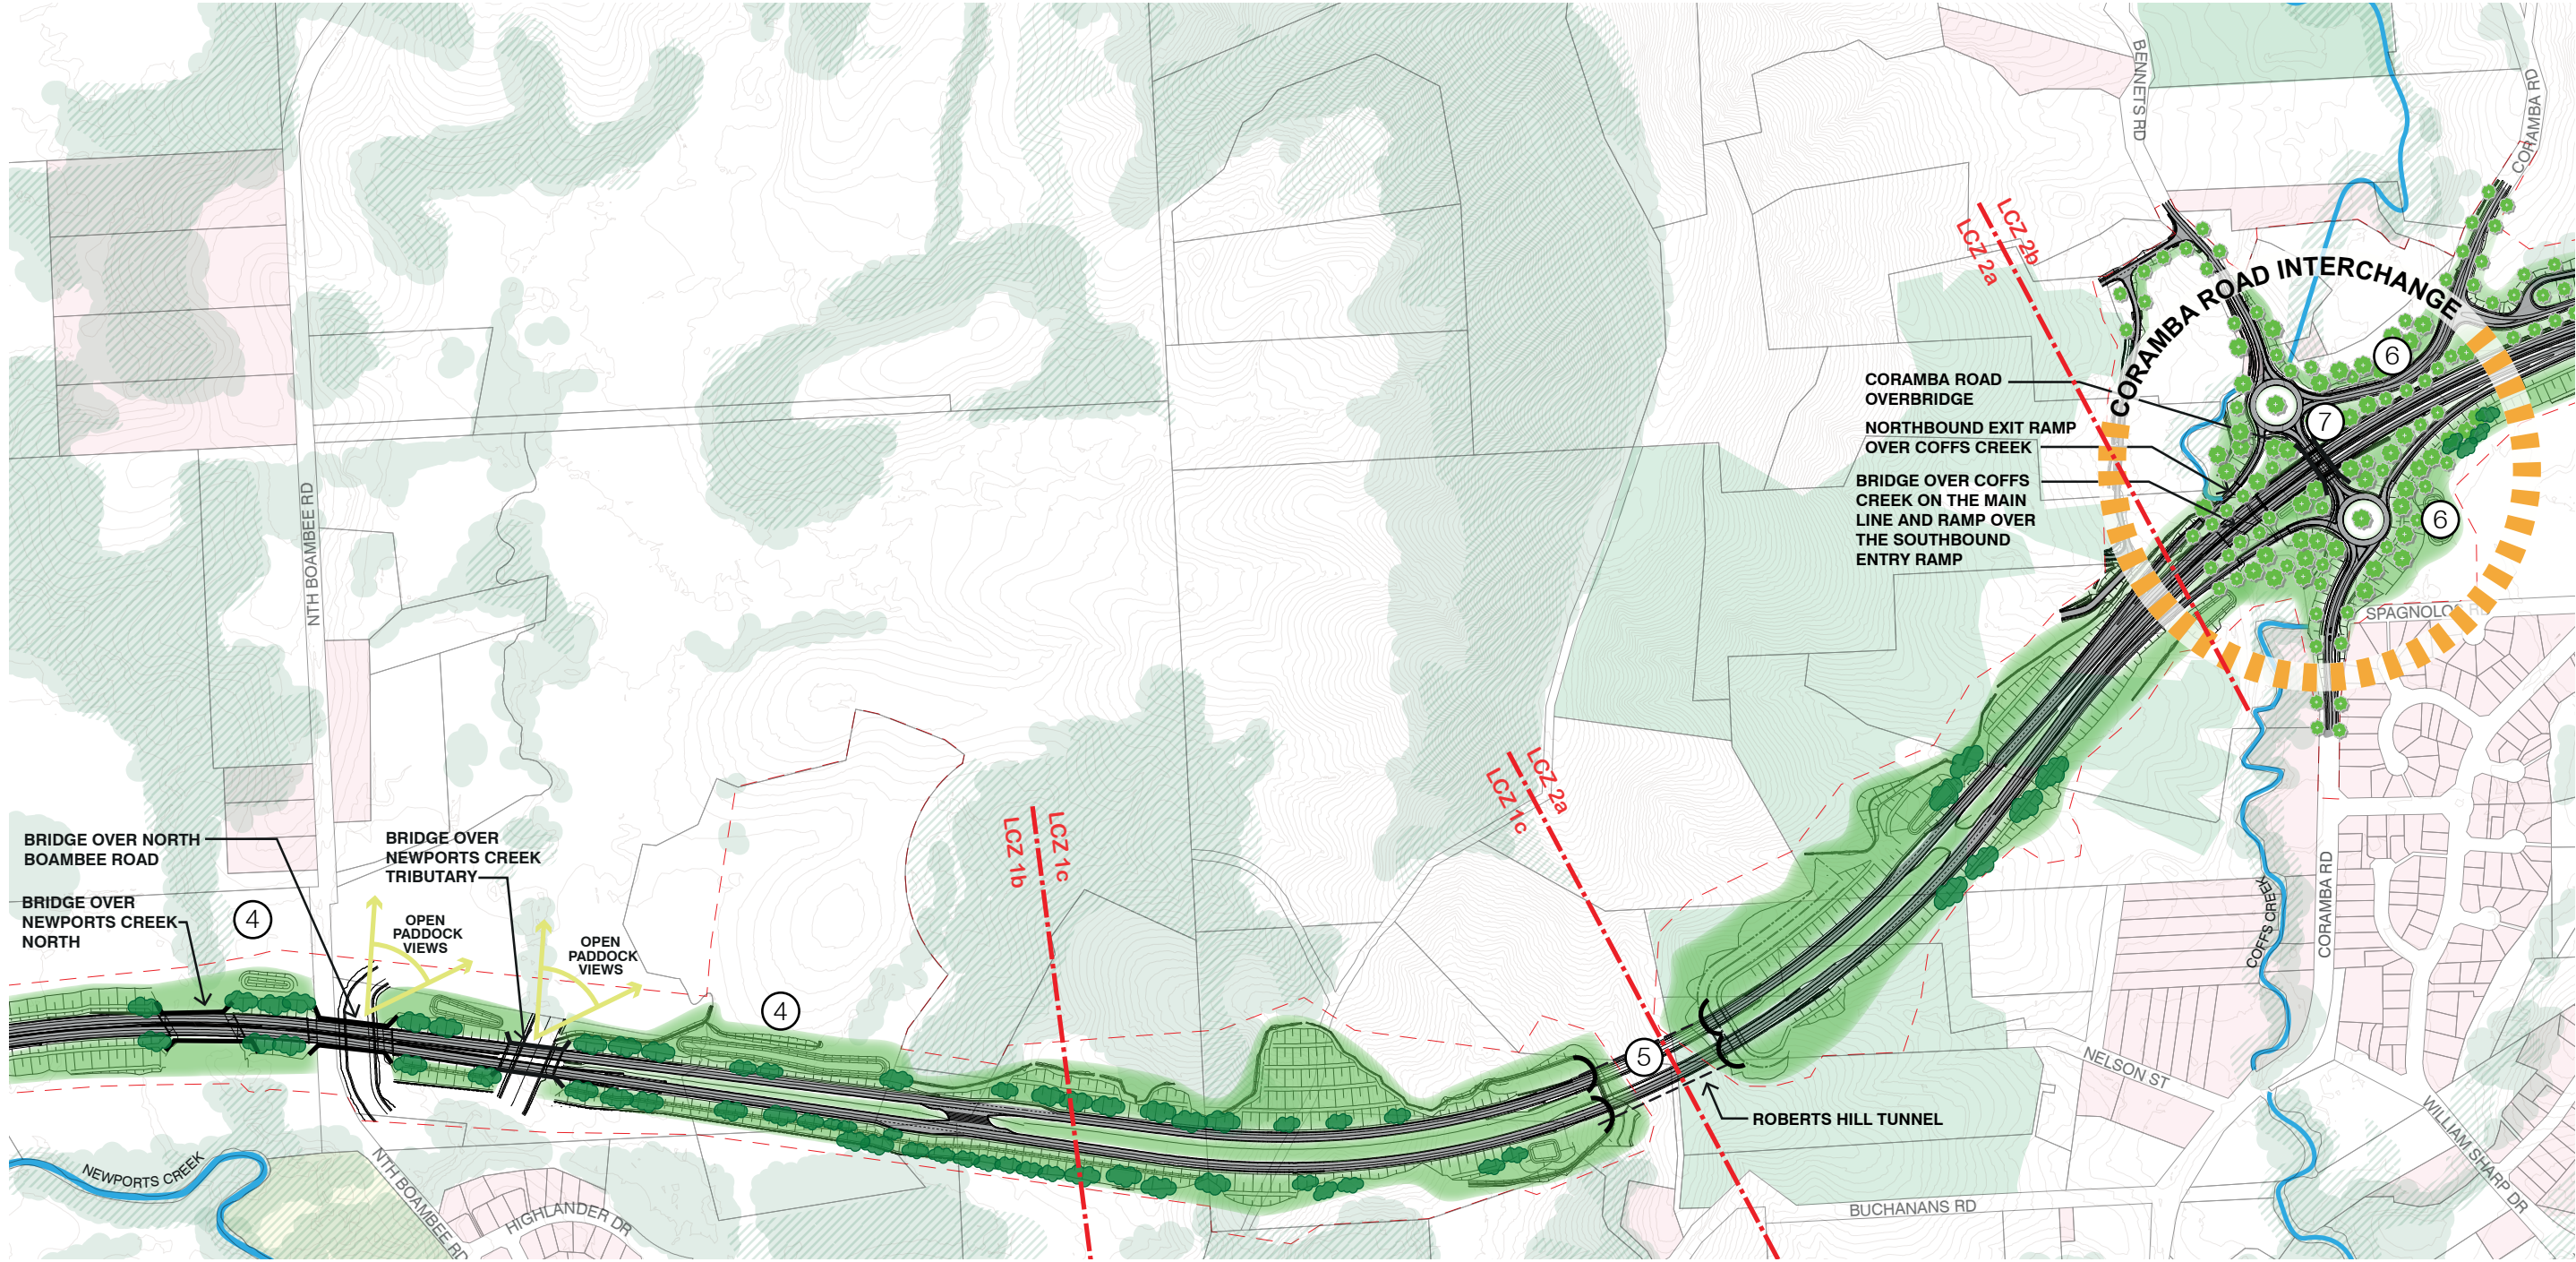 BENNETS RD
CORAMBA RD
LCZ 2b
LCZ 2a
CORAMBA ROAD INTERCHANGE
6
CORAMBA ROAD
OVERBRIDGE
7
NORTHBOUND EXIT RAMP
OVER COFFS CREEK
BRIDGE OVER COFFS
CREEK ON THE MAIN
LINE AND RAMP OVER
THE SOUTHBOUND
ENTRY RAMP
6
NTH BOAMBEE RD
SPAGNOLOS RD
LCZ 2a
LCZ 1c
LCZ 1c
LCZ 1b
BRIDGE OVER NORTH
BOAMBEE ROAD
BRIDGE OVER
NEWPORTS CREEK
TRIBUTARY
BRIDGE OVER
NEWPORTS CREEK
NORTH
4
OPEN
PADDOCK
VIEWS
OPEN
PADDOCK
VIEWS
4
COFFS CREEK
CORAMBA RD
5
NELSON ST
ROBERTS HILL TUNNEL
WILLIAM SHARP DR
NEWPORTS CREEK
NTH BOAMBEE RD
HIGHLANDER DR
BUCHANANS RD